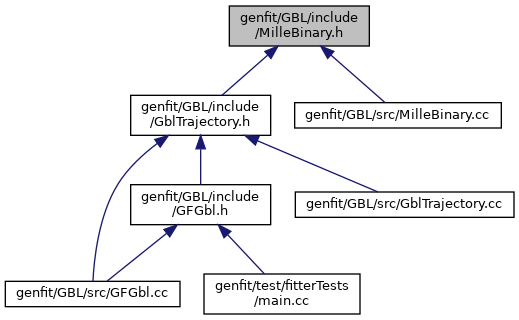 genfit/GBL/include
/MilleBinary.h
genfit/GBL/include
/GblTrajectory.h
genfit/GBL/src/MilleBinary.cc
genfit/GBL/include
/GFGbl.h
genfit/GBL/src/GblTrajectory.cc
genfit/GBL/src/GFGbl.cc
genfit/test/fitterTests
/main.cc